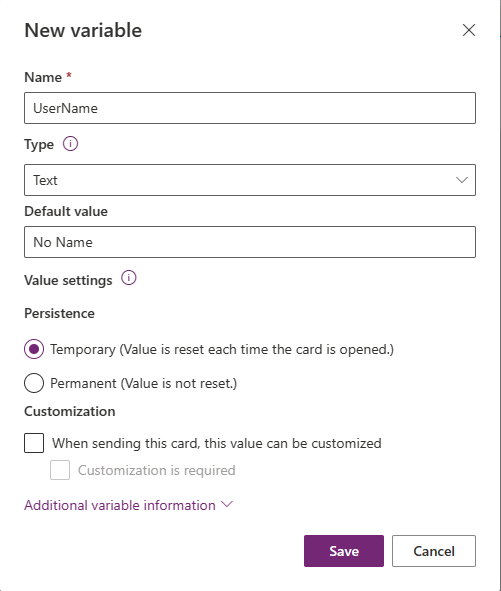 New variable
Name *
UserName
Type
Text
Default value
No Name
Value settings
Persistence
Temporary (Value is reset each time the card is opened.)
Permanent (Value is not reset.)
Customization
When sending this card, this value can be customized
Customization is required
Additional variable information
Save Cancel